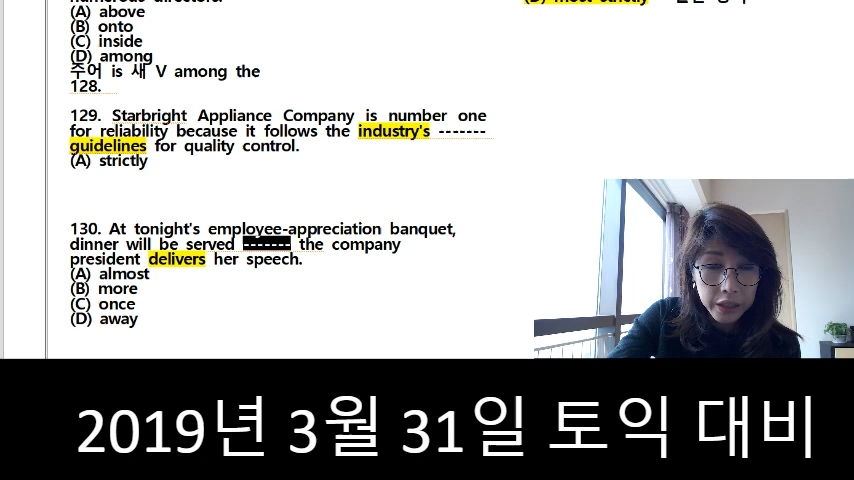 (A) above
(B) onto
(C) inside
(D) among
주어 is 새 V among the
128.
129. Starbright Appliance Company is number one
for reliability because it follows the industry's -------
guidelines for quality control.
(A) strictly
130. At tonight's employee-appreciation banquet,
dinner will be served ------- the company
president delivers her speech.
(A) almost
(B) more
(C) once
(D) away
2019년 3월 31일 토익 대비